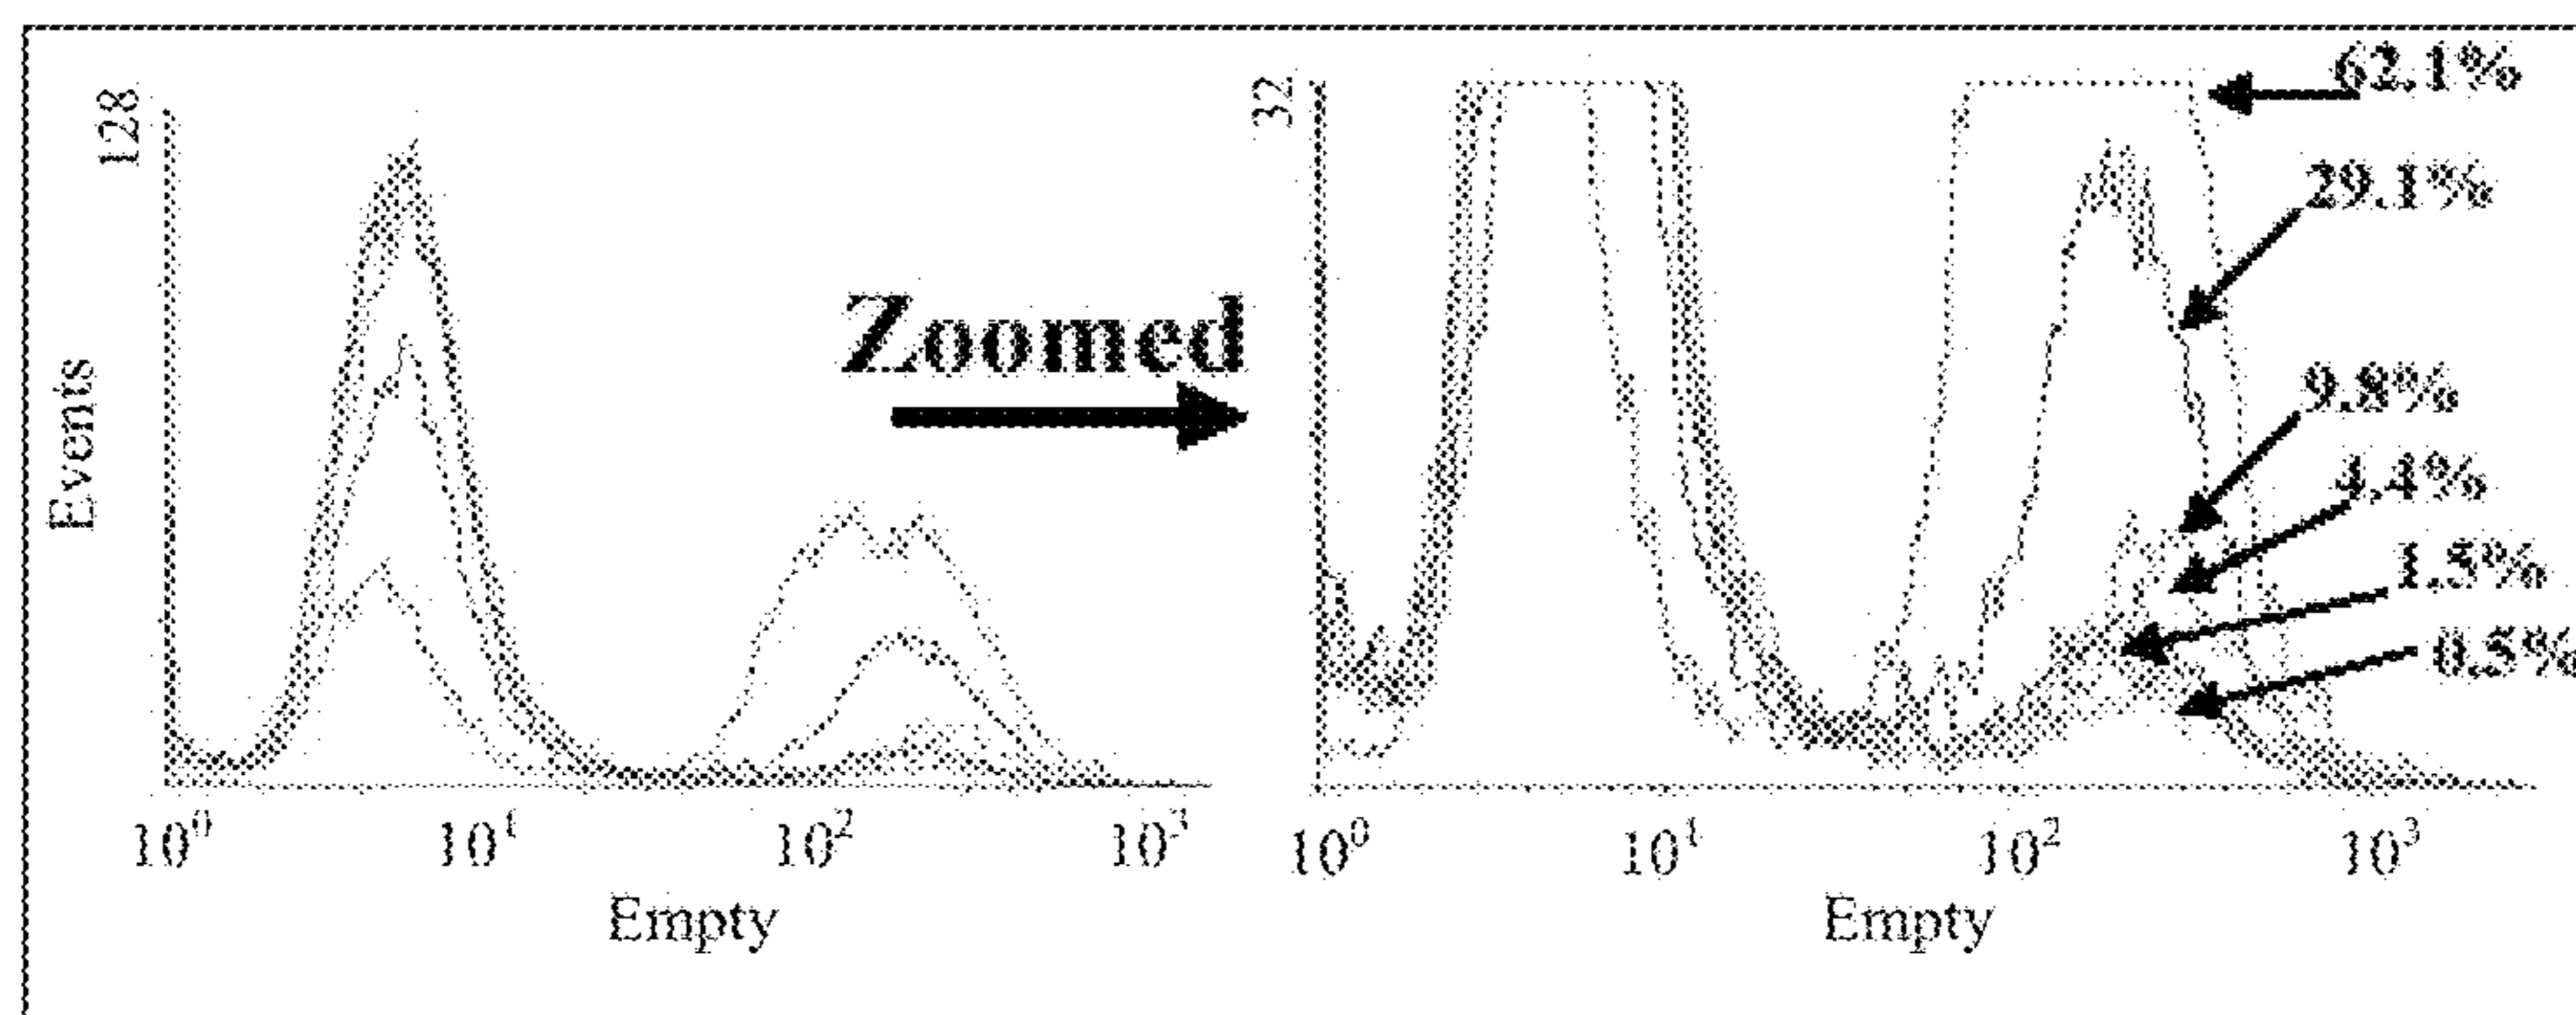 128
Events
10⁰ 10¹ 10² 10³
Empty
Zoomed
32
62.1%
29.1%
9.8%
4.4%
1.5%
0.5%
10⁰ 10¹ 10² 10³
Empty